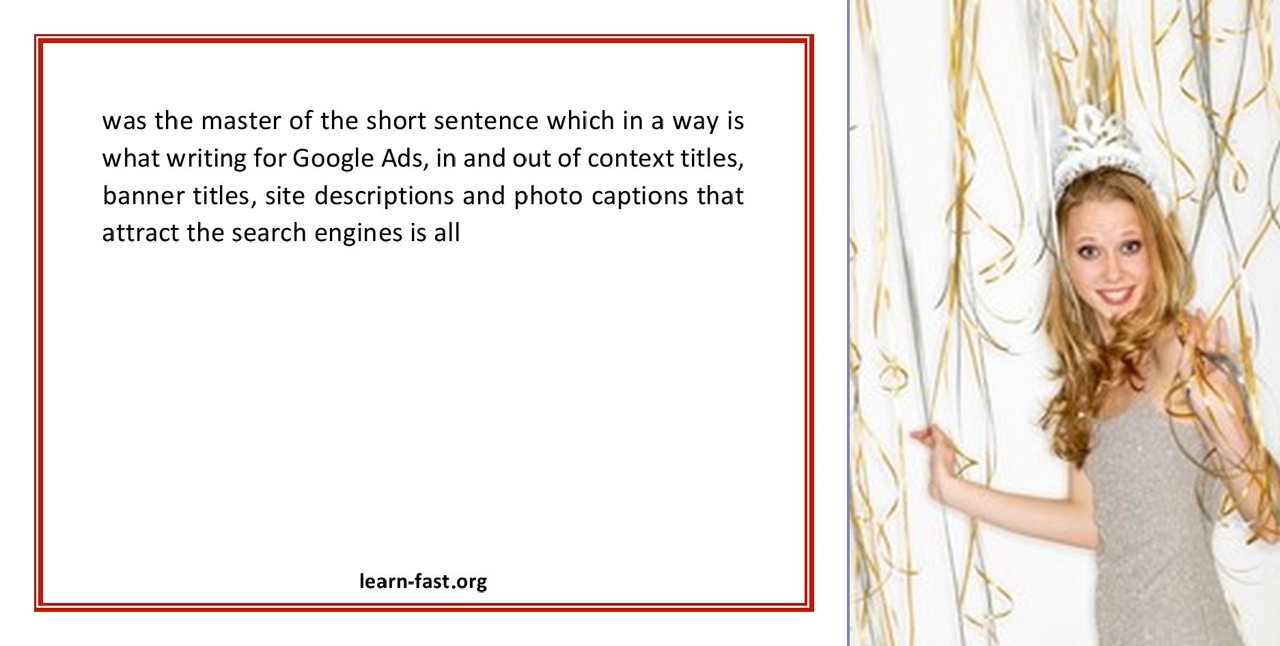 was the master of the short sentence which in a way is
what writing for Google Ads, in and out of context titles,
banner titles, site descriptions and photo captions that
attract the search engines is all
learn-fast.org